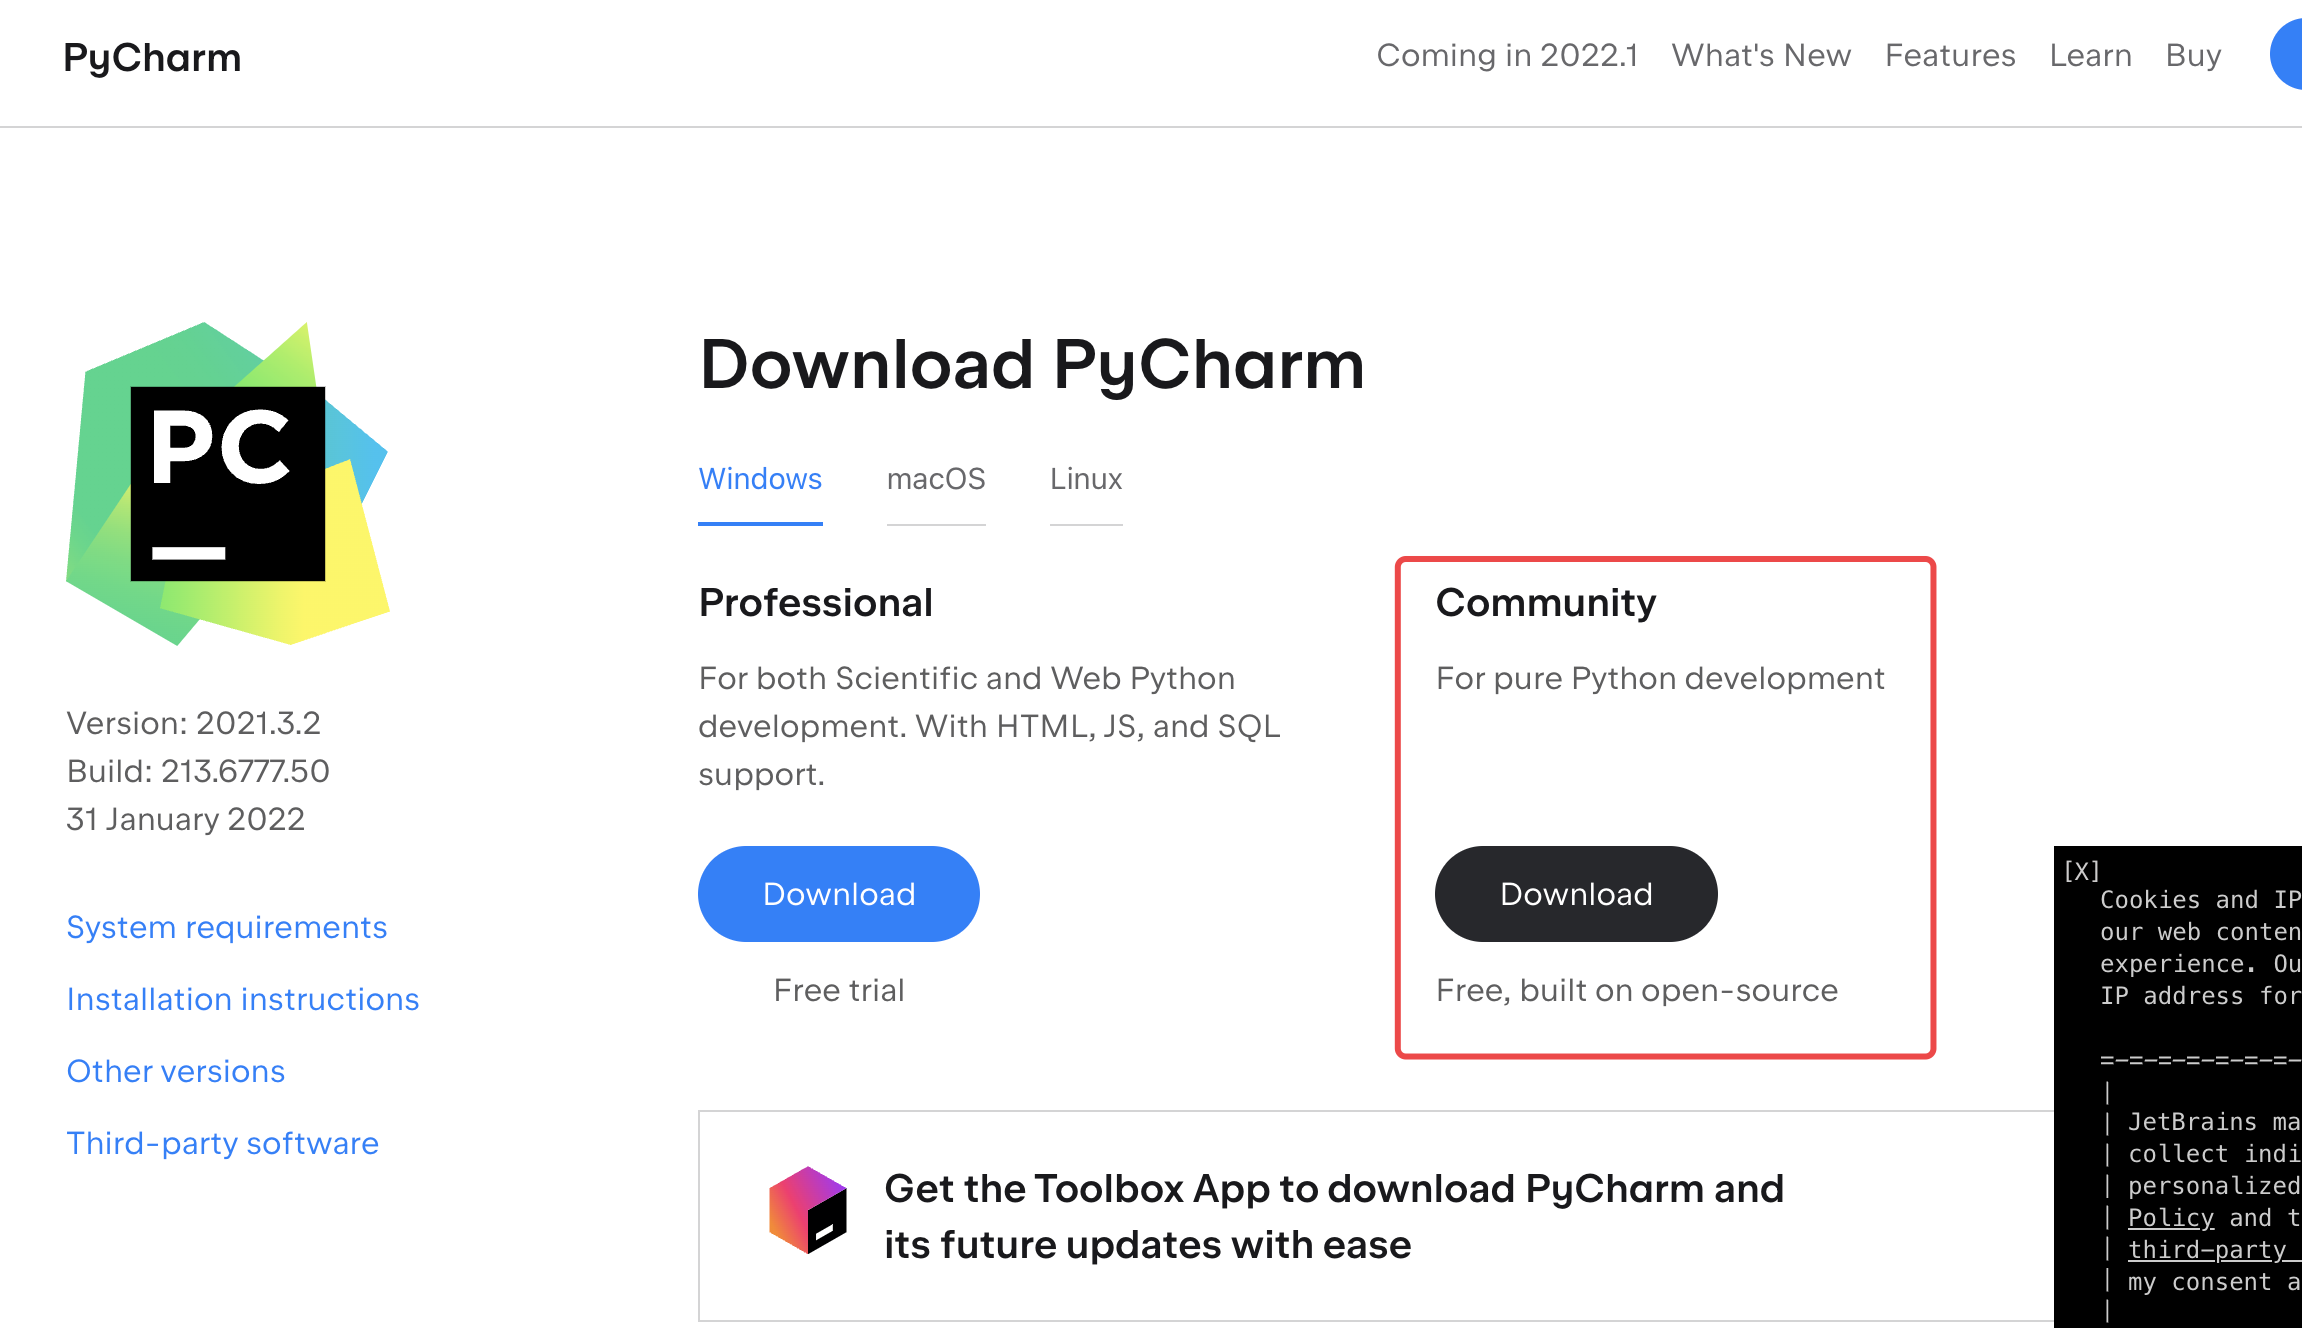 PyCharm
Coming in 2022.1 What's New Features Learn Buy
PC
Version: 2021.3.2
Build: 213.6777.50
31 January 2022
System requirements
Installation instructions
Other versions
Third-party software
Download PyCharm
Windows macOS Linux
Professional
For both Scientific and Web Python
development. With HTML, JS, and SQL
support.
Download
Free trial
Community
For pure Python development
Download
Free, built on open-source
Get the Toolbox App to download PyCharm and
its future updates with ease
[X]
Cookies and IP
our web conten
experience. Ou
IP address for
=-=-=-=-=-=-=-
|
| JetBrains ma
| collect indi
| personalized
| Policy and t
| third-party
| my consent a
|